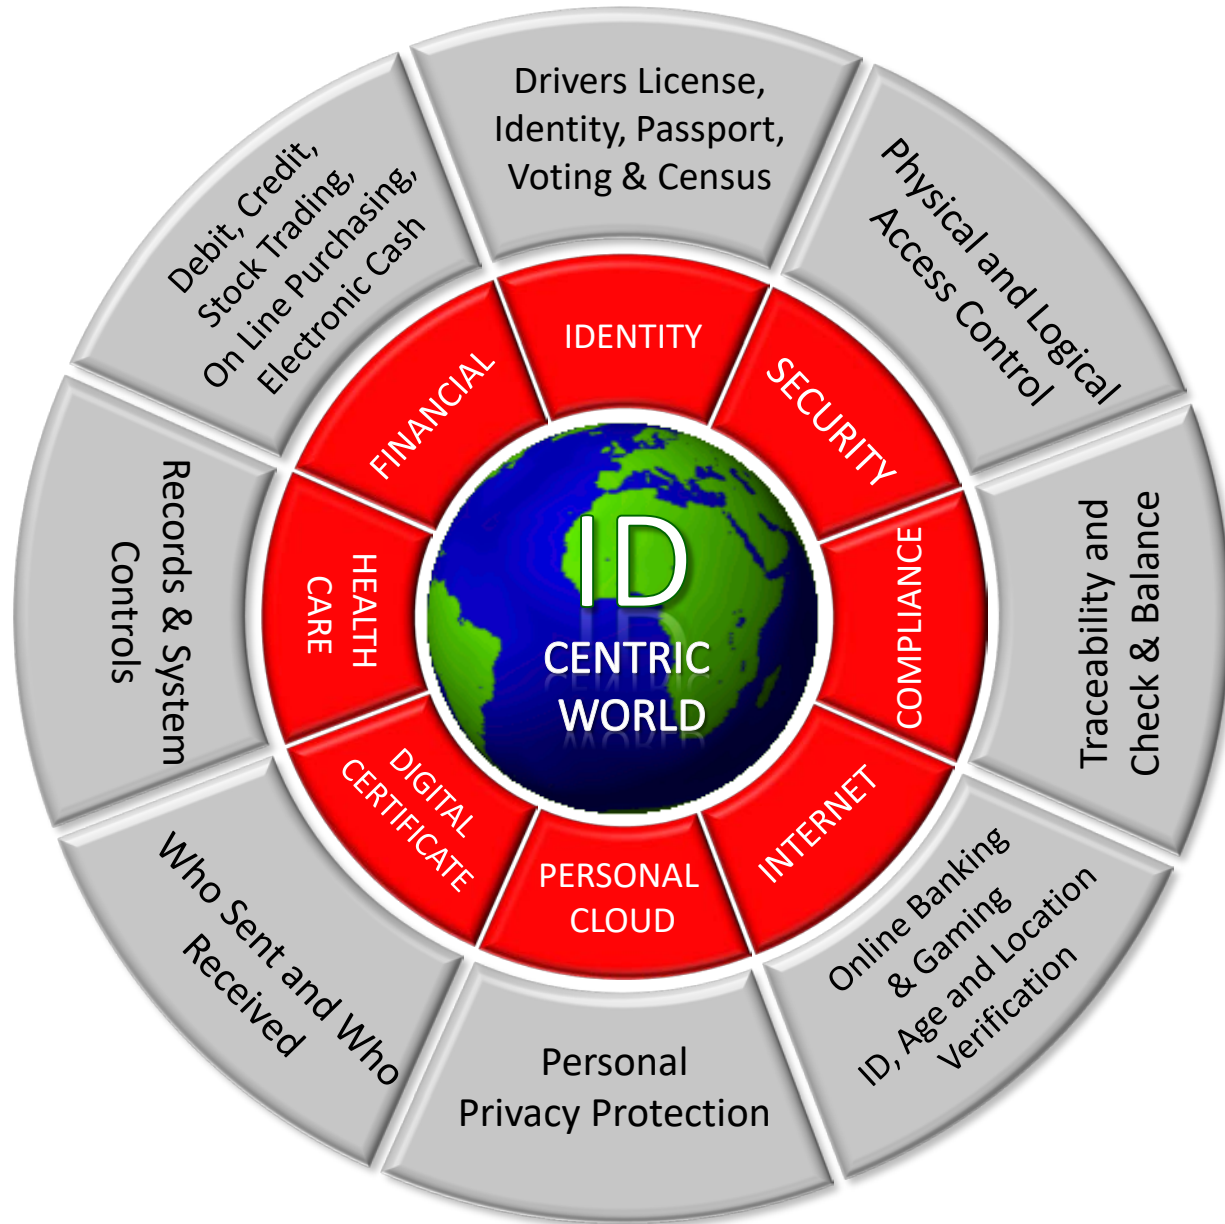 Drivers License,
Identity, Passport,
Voting & Census
Physical and Logical
Access Control
Traceability and
Check & Balance
Online Banking
& Gaming
ID, Age and Location
Verification
Personal
Privacy Protection
Who Sent and Who
Received
Records & System
Controls
Debit, Credit,
Stock Trading,
On Line Purchasing,
Electronic Cash
IDENTITY
SECURITY
COMPLIANCE
INTERNET
PERSONAL
CLOUD
DIGITAL
CERTIFICATE
HEALTH
CARE
FINANCIAL
ID
CENTRIC
WORLD